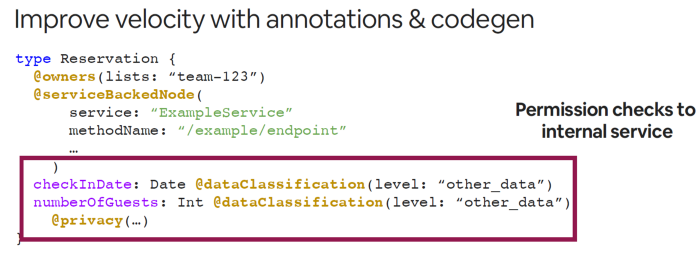 Improve velocity with annotations & codegen
type Reservation {
@owners(lists: “team-123”)
@serviceBackedNode(
service: “ExampleService”
methodName: “/example/endpoint”
…
)
checkInDate: Date @dataClassification(level: “other_data”)
numberOfGuests: Int @dataClassification(level: “other_data”)
@privacy(…)
}
Permission checks to
internal service